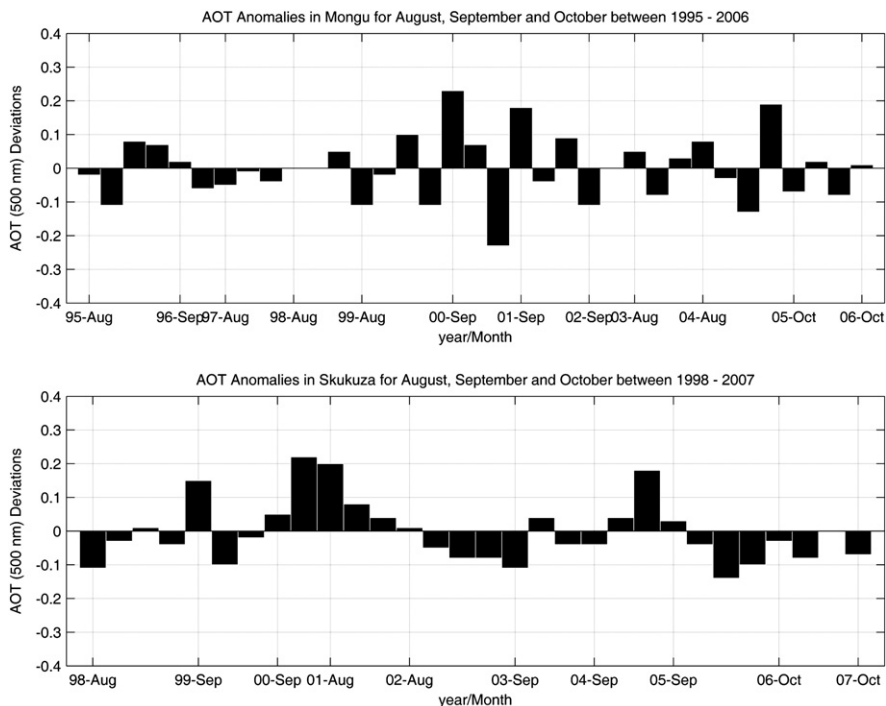 AOT Anomalies in Mongu for August, September and October between 1995 - 2006
0.4
0.3
0.2
0.1
0
-0.1
-0.2
-0.3
-0.4
AOT (500 nm) Deviations
95-Aug 96-Sep 97-Aug 98-Aug 99-Aug 00-Sep 01-Sep 02-Sep 03-Aug 04-Aug 05-Oct 06-Oct
year/Month
AOT Anomalies in Skukuza for August, September and October between 1998 - 2007
0.4
0.3
0.2
0.1
0
-0.1
-0.2
-0.3
-0.4
AOT (500 nm) Deviations
98-Aug 99-Sep 00-Sep 01-Aug 02-Aug 03-Sep 04-Sep 05-Sep 06-Oct 07-Oct
year/Month